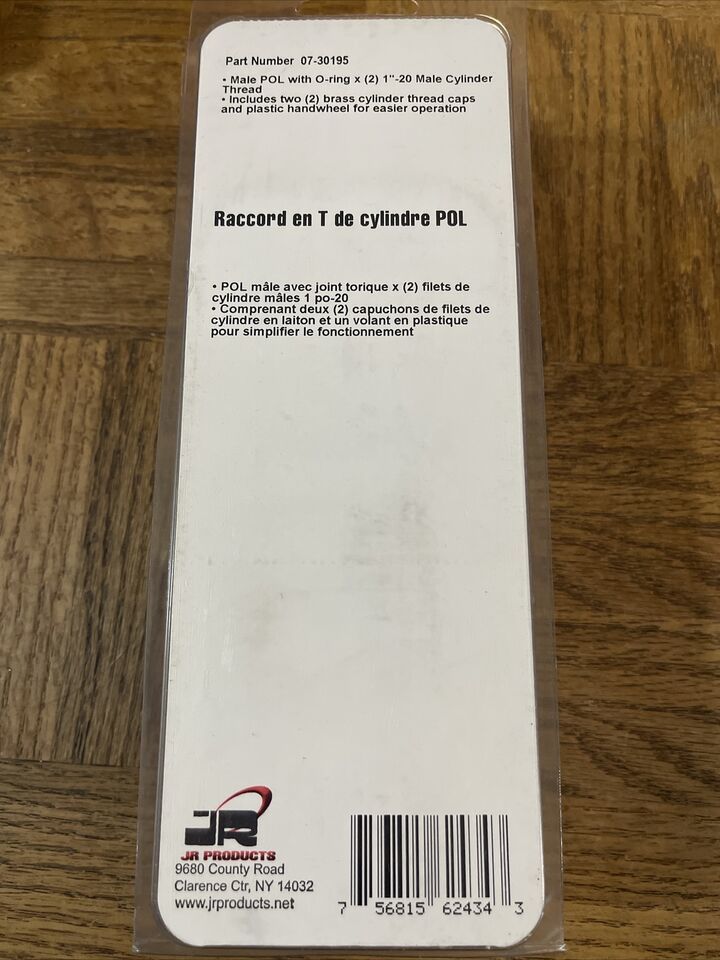 Part Number 07-30195
• Male POL with O-ring x (2) 1"-20 Male Cylinder
Thread
• Includes two (2) brass cylinder thread caps
and plastic handwheel for easier operation
Raccord en T de cylindre POL
• POL mâle avec joint torique x (2) filets de
cylindre mâles 1 po-20
• Comprenant deux (2) capuchons de filets de
cylindre en laiton et un volant en plastique
pour simplifier le fonctionnement
JR
JR PRODUCTS
9680 County Road
Clarence Ctr, NY 14032
www.jrproducts.net
7 56815 62434 3